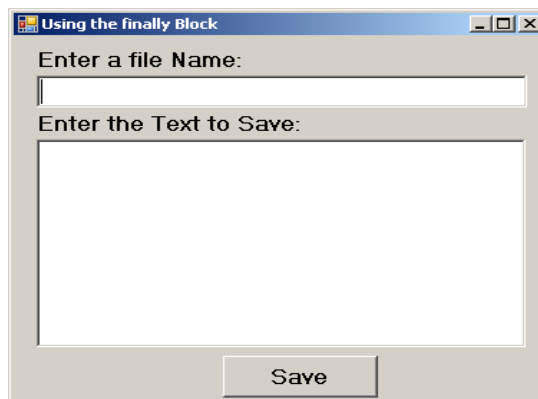 Using the finally Block
Enter a file Name:
Enter the Text to Save:
Save